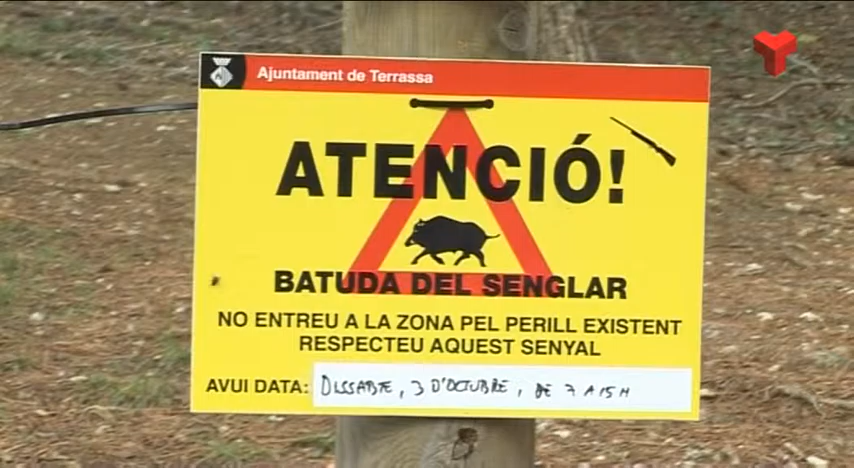 Ajuntament de Terrassa
ATENCIÓ!
BATUDA DEL SENGLAR
NO ENTREU A LA ZONA PEL PERILL EXISTENT
RESPECTEU AQUEST SENYAL
AVUI DATA: DISSABTE, 3 D'OCTUBRE, DE 7 A 15H